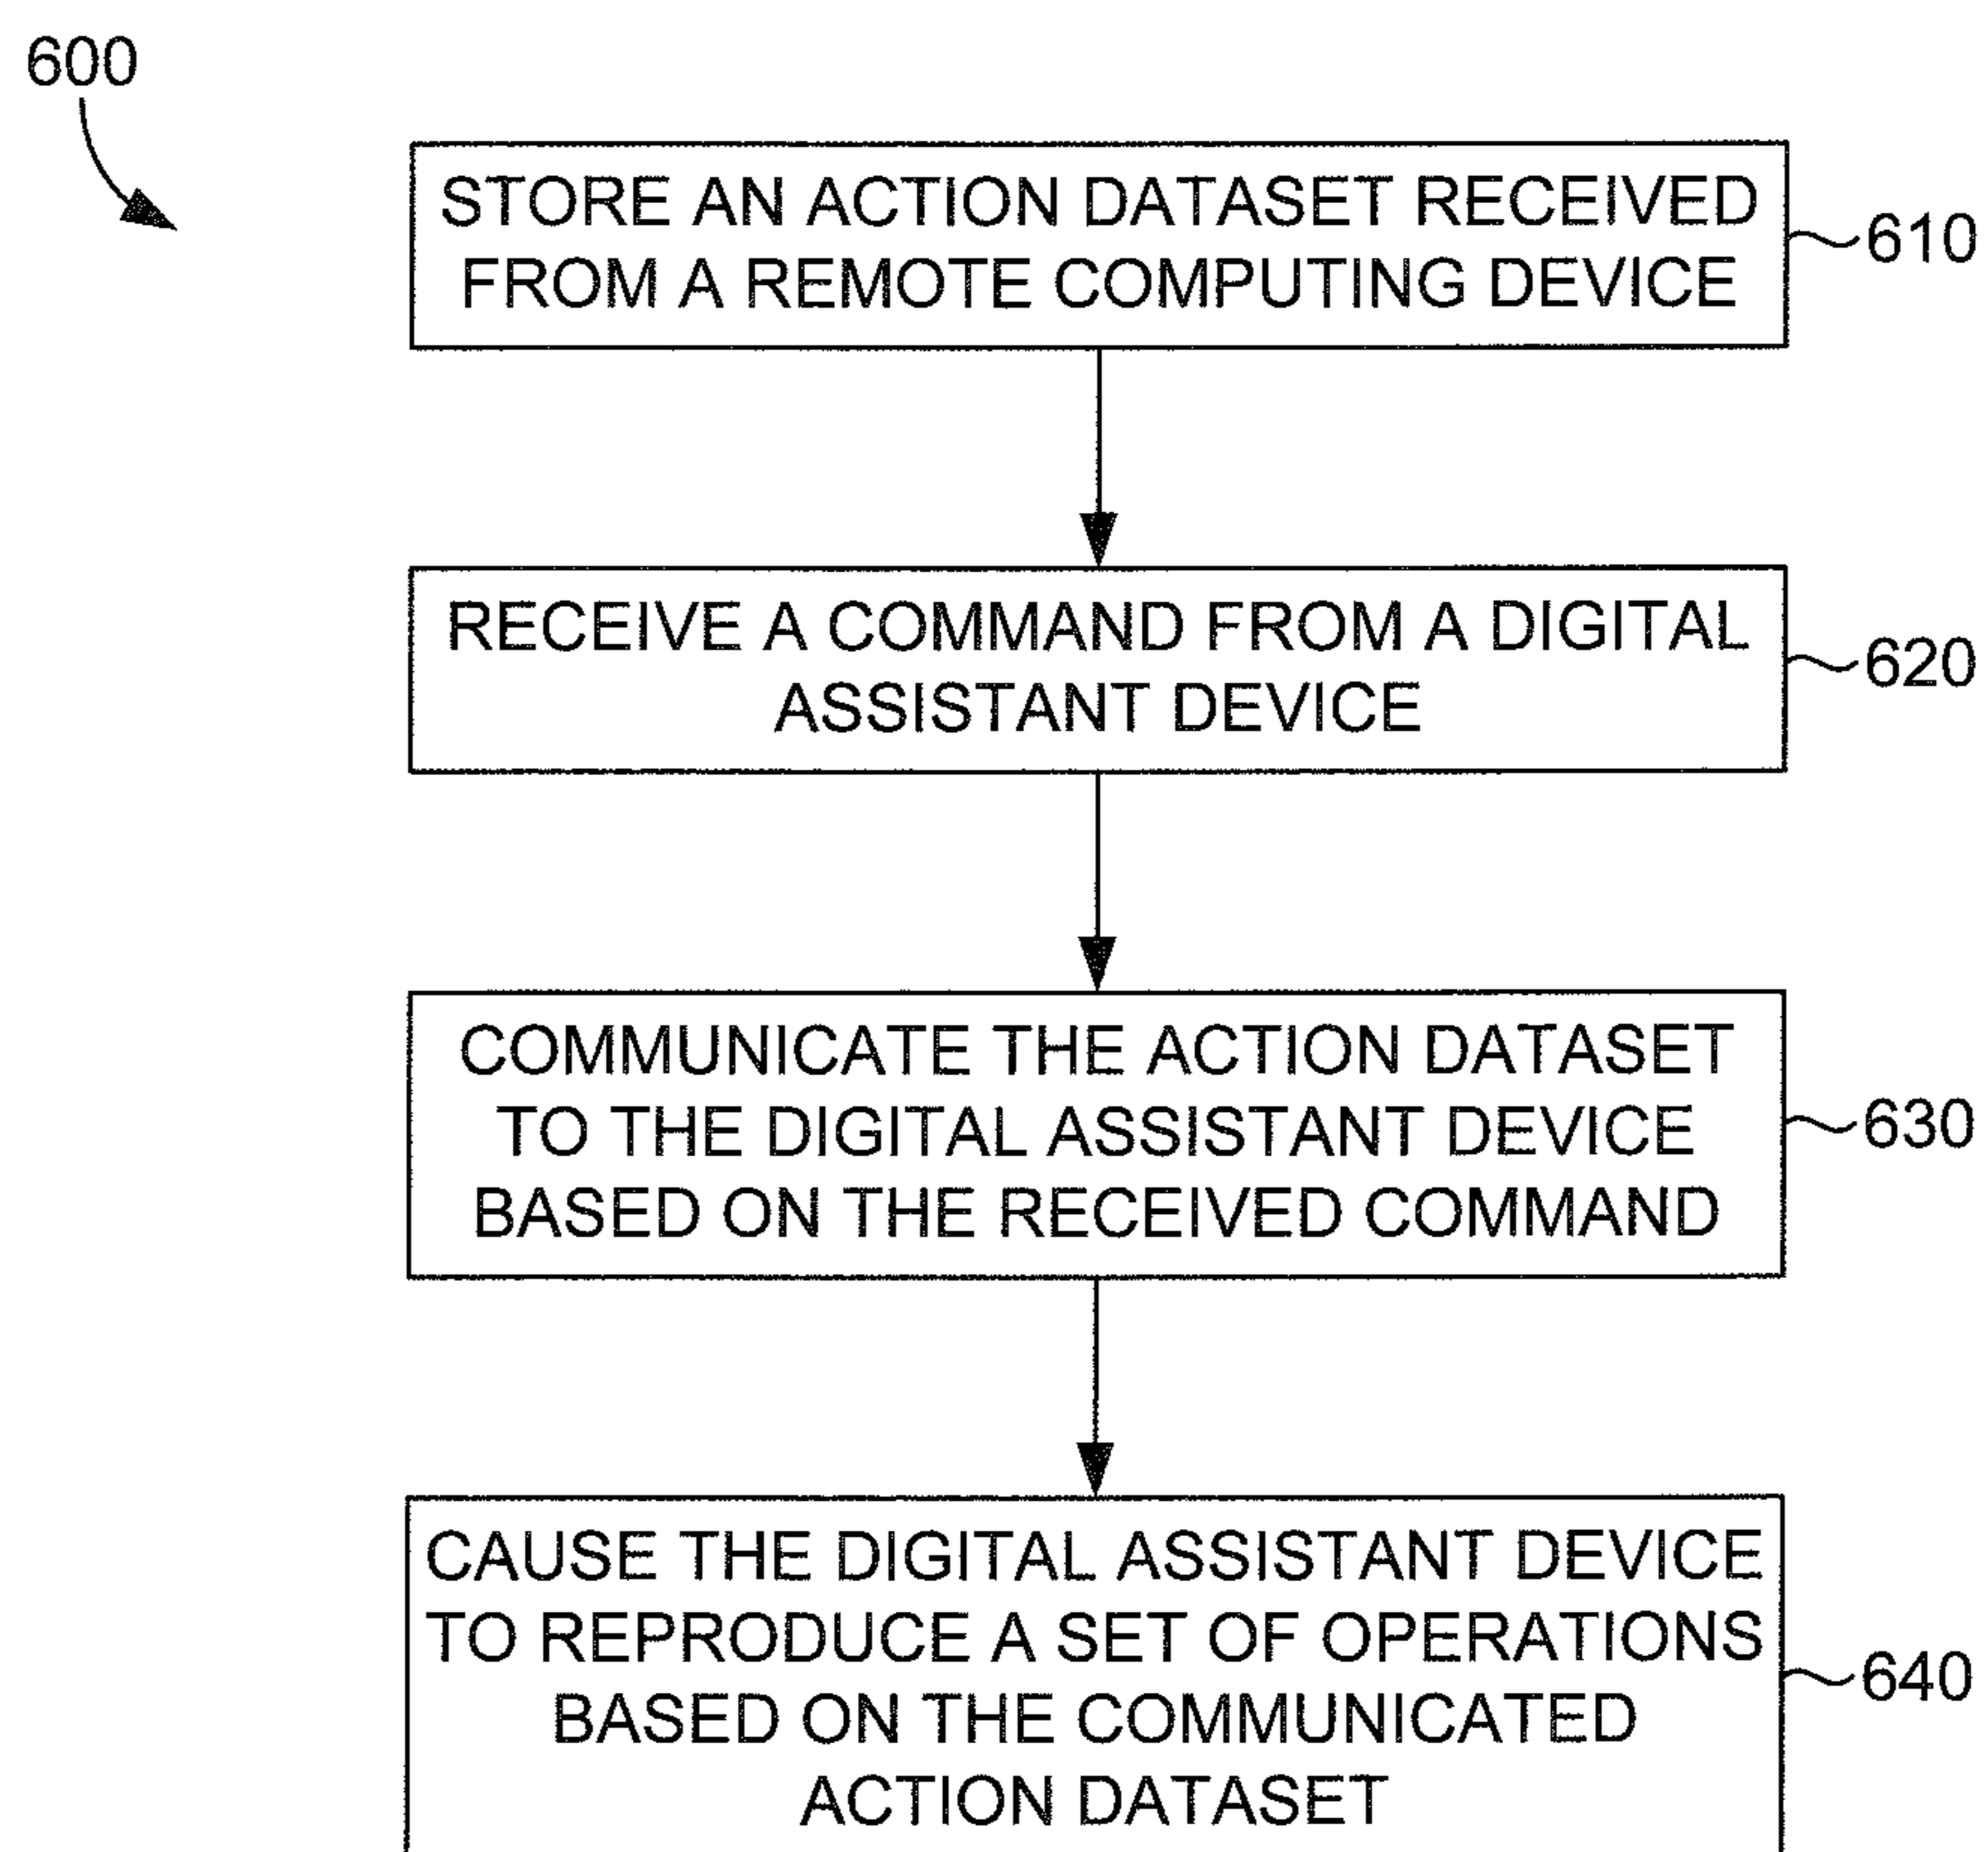 600
STORE AN ACTION DATASET RECEIVED
FROM A REMOTE COMPUTING DEVICE
610
RECEIVE A COMMAND FROM A DIGITAL
ASSISTANT DEVICE
620
COMMUNICATE THE ACTION DATASET
TO THE DIGITAL ASSISTANT DEVICE
BASED ON THE RECEIVED COMMAND
630
CAUSE THE DIGITAL ASSISTANT DEVICE
TO REPRODUCE A SET OF OPERATIONS
BASED ON THE COMMUNICATED
ACTION DATASET
640